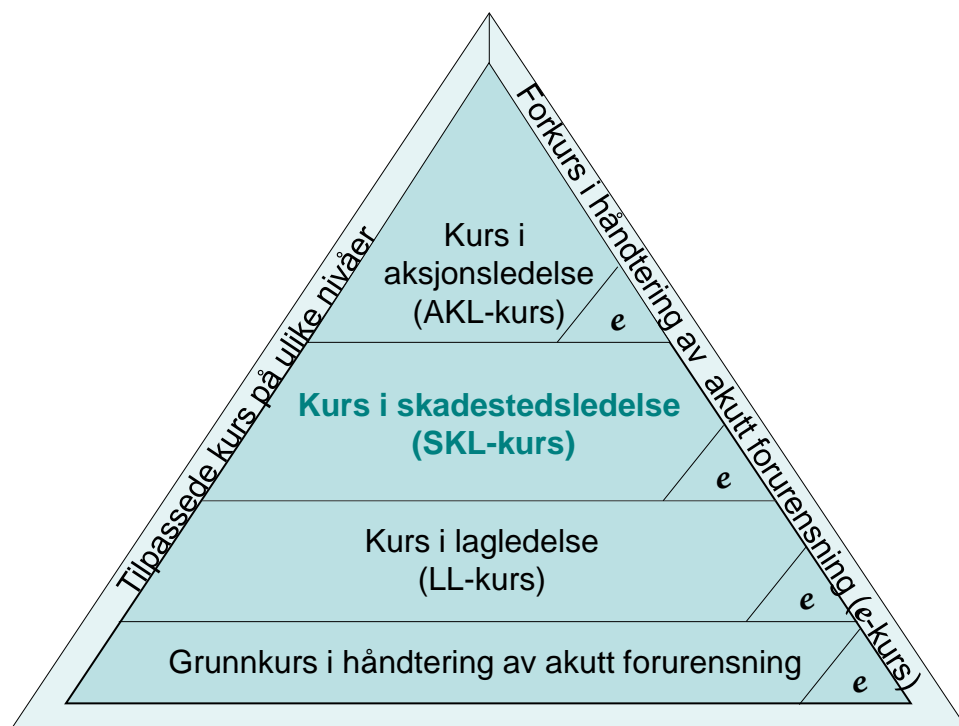 Tilpassede kurs på ulike nivåer
Forkurs i håndtering av akutt forurensning (e-kurs)
Kurs i
aksjonsledelse
(AKL-kurs)
e
Kurs i skadestedsledelse
(SKL-kurs)
e
Kurs i lagledelse
(LL-kurs)
e
Grunnkurs i håndtering av akutt forurensning
e